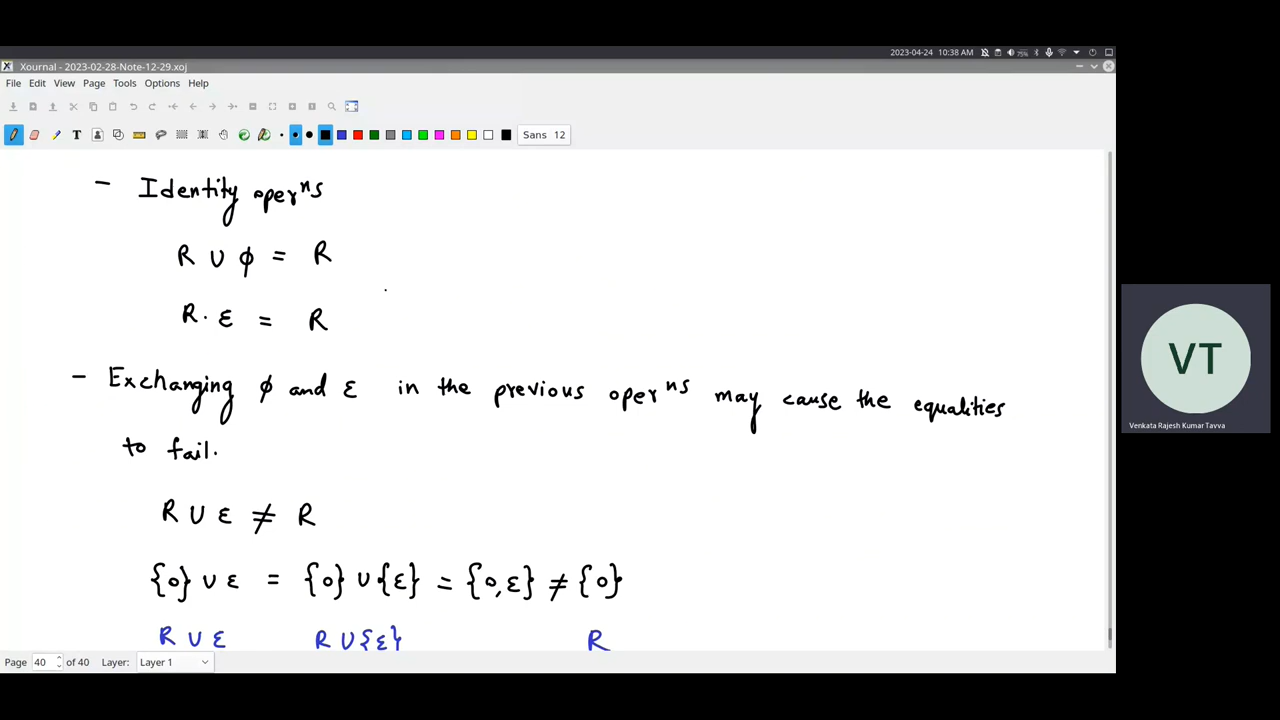 2023-04-24 10:38 AM
Xournal - 2023-02-28-Note-12-29.xoj
File Edit View Page Tools Options Help
Sans 12
- Identity operⁿs
R ∪ ϕ = R
R. ε = R
- Exchanging ϕ and ε in the previous operⁿs may cause the equalities
to fail.
R ∪ ε ≠ R
{0} ∪ ε = {0} ∪ {ε} = {0, ε} ≠ {0}
R ∪ ε R ∪ {ε} R
Page 40 of 40 Layer: Layer 1
VT
Venkata Rajesh Kumar Tavva